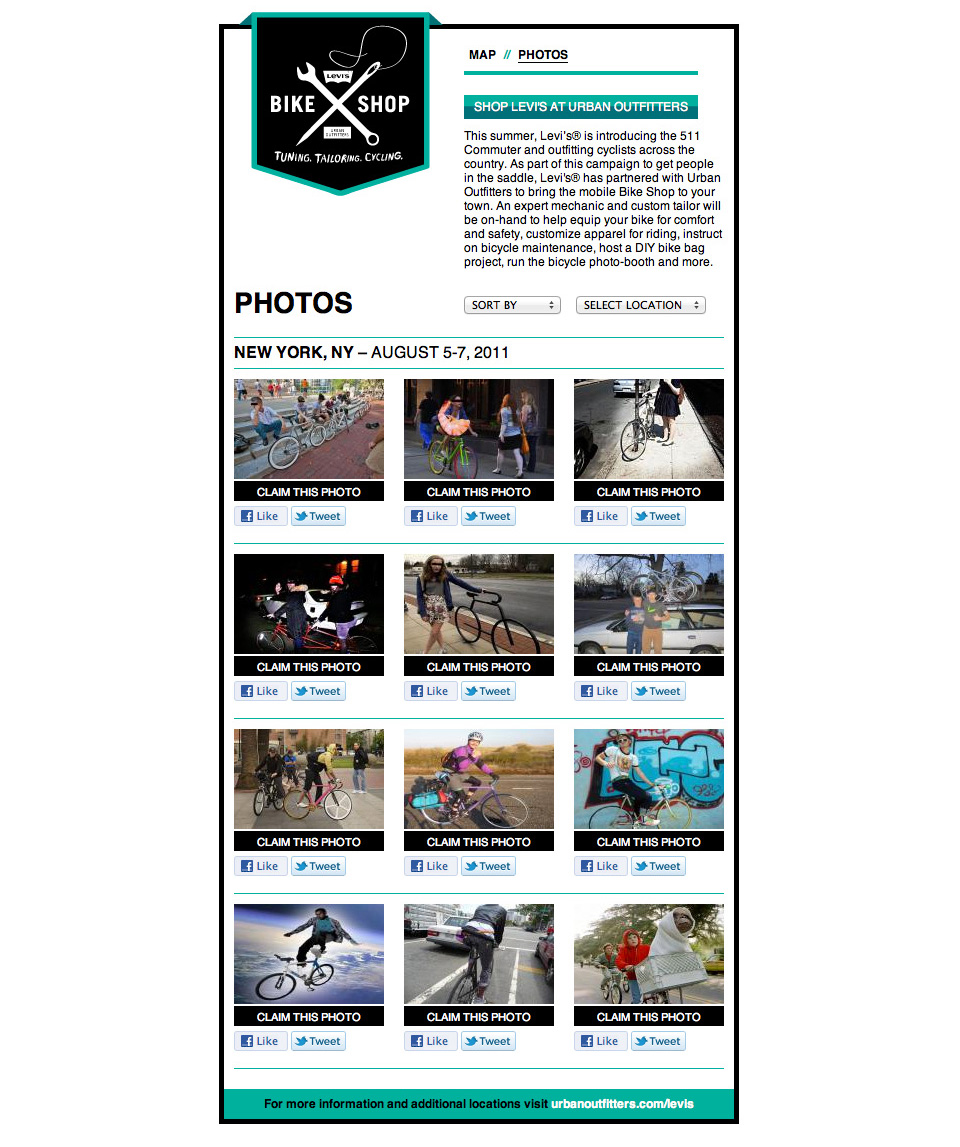 LEVI'S
BIKE SHOP
URBAN
OUTFITTERS
TUNING. TAILORING. CYCLING.
MAP // PHOTOS
SHOP LEVI'S AT URBAN OUTFITTERS
This summer, Levi's® is introducing the 511
Commuter and outfitting cyclists across the
country. As part of this campaign to get people
in the saddle, Levi's® has partnered with Urban
Outfitters to bring the mobile Bike Shop to your
town. An expert mechanic and custom tailor will
be on-hand to help equip your bike for comfort
and safety, customize apparel for riding, instruct
on bicycle maintenance, host a DIY bike bag
project, run the bicycle photo-booth and more.
PHOTOS
SORT BY SELECT LOCATION
NEW YORK, NY – AUGUST 5-7, 2011
CLAIM THIS PHOTO CLAIM THIS PHOTO CLAIM THIS PHOTO
Like Tweet Like Tweet Like Tweet
CLAIM THIS PHOTO CLAIM THIS PHOTO CLAIM THIS PHOTO
Like Tweet Like Tweet Like Tweet
CLAIM THIS PHOTO CLAIM THIS PHOTO CLAIM THIS PHOTO
Like Tweet Like Tweet Like Tweet
CLAIM THIS PHOTO CLAIM THIS PHOTO CLAIM THIS PHOTO
Like Tweet Like Tweet Like Tweet
For more information and additional locations visit urbanoutfitters.com/levis